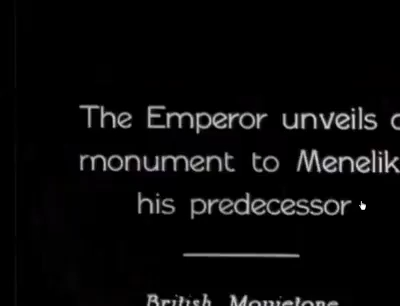 The Emperor unveils a
monument to Menelik
his predecessor
British Movietone